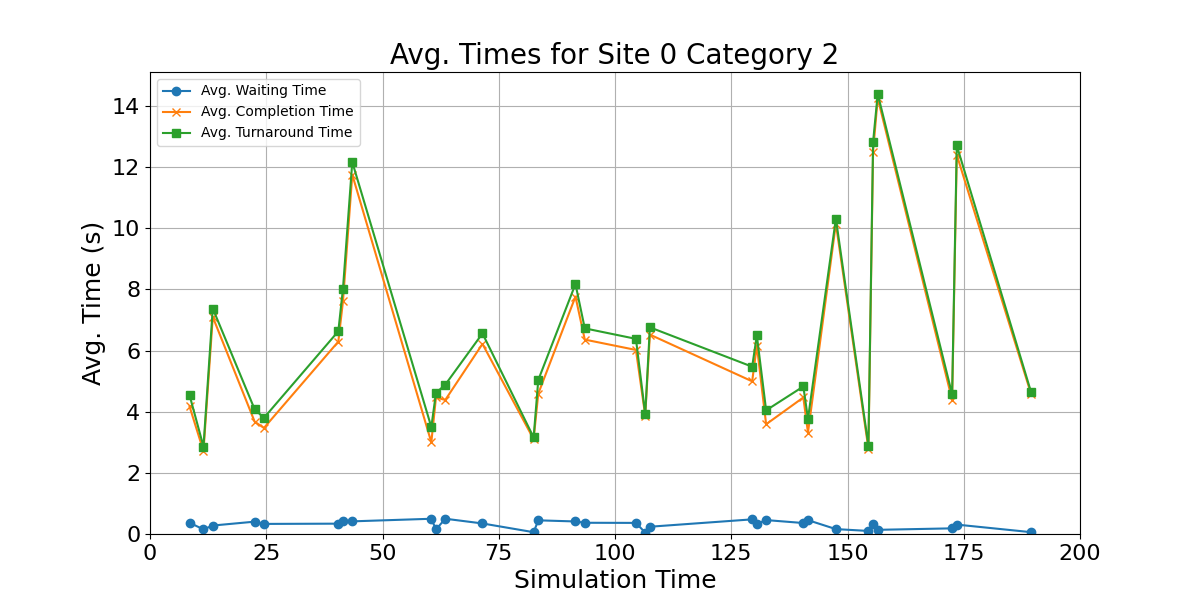 Avg. Times for Site 0 Category 2
Avg. Waiting Time
Avg. Completion Time
Avg. Turnaround Time
Avg. Time (s)
14
12
10
8
6
4
2
0
0 25 50 75 100 125 150 175 200
Simulation Time